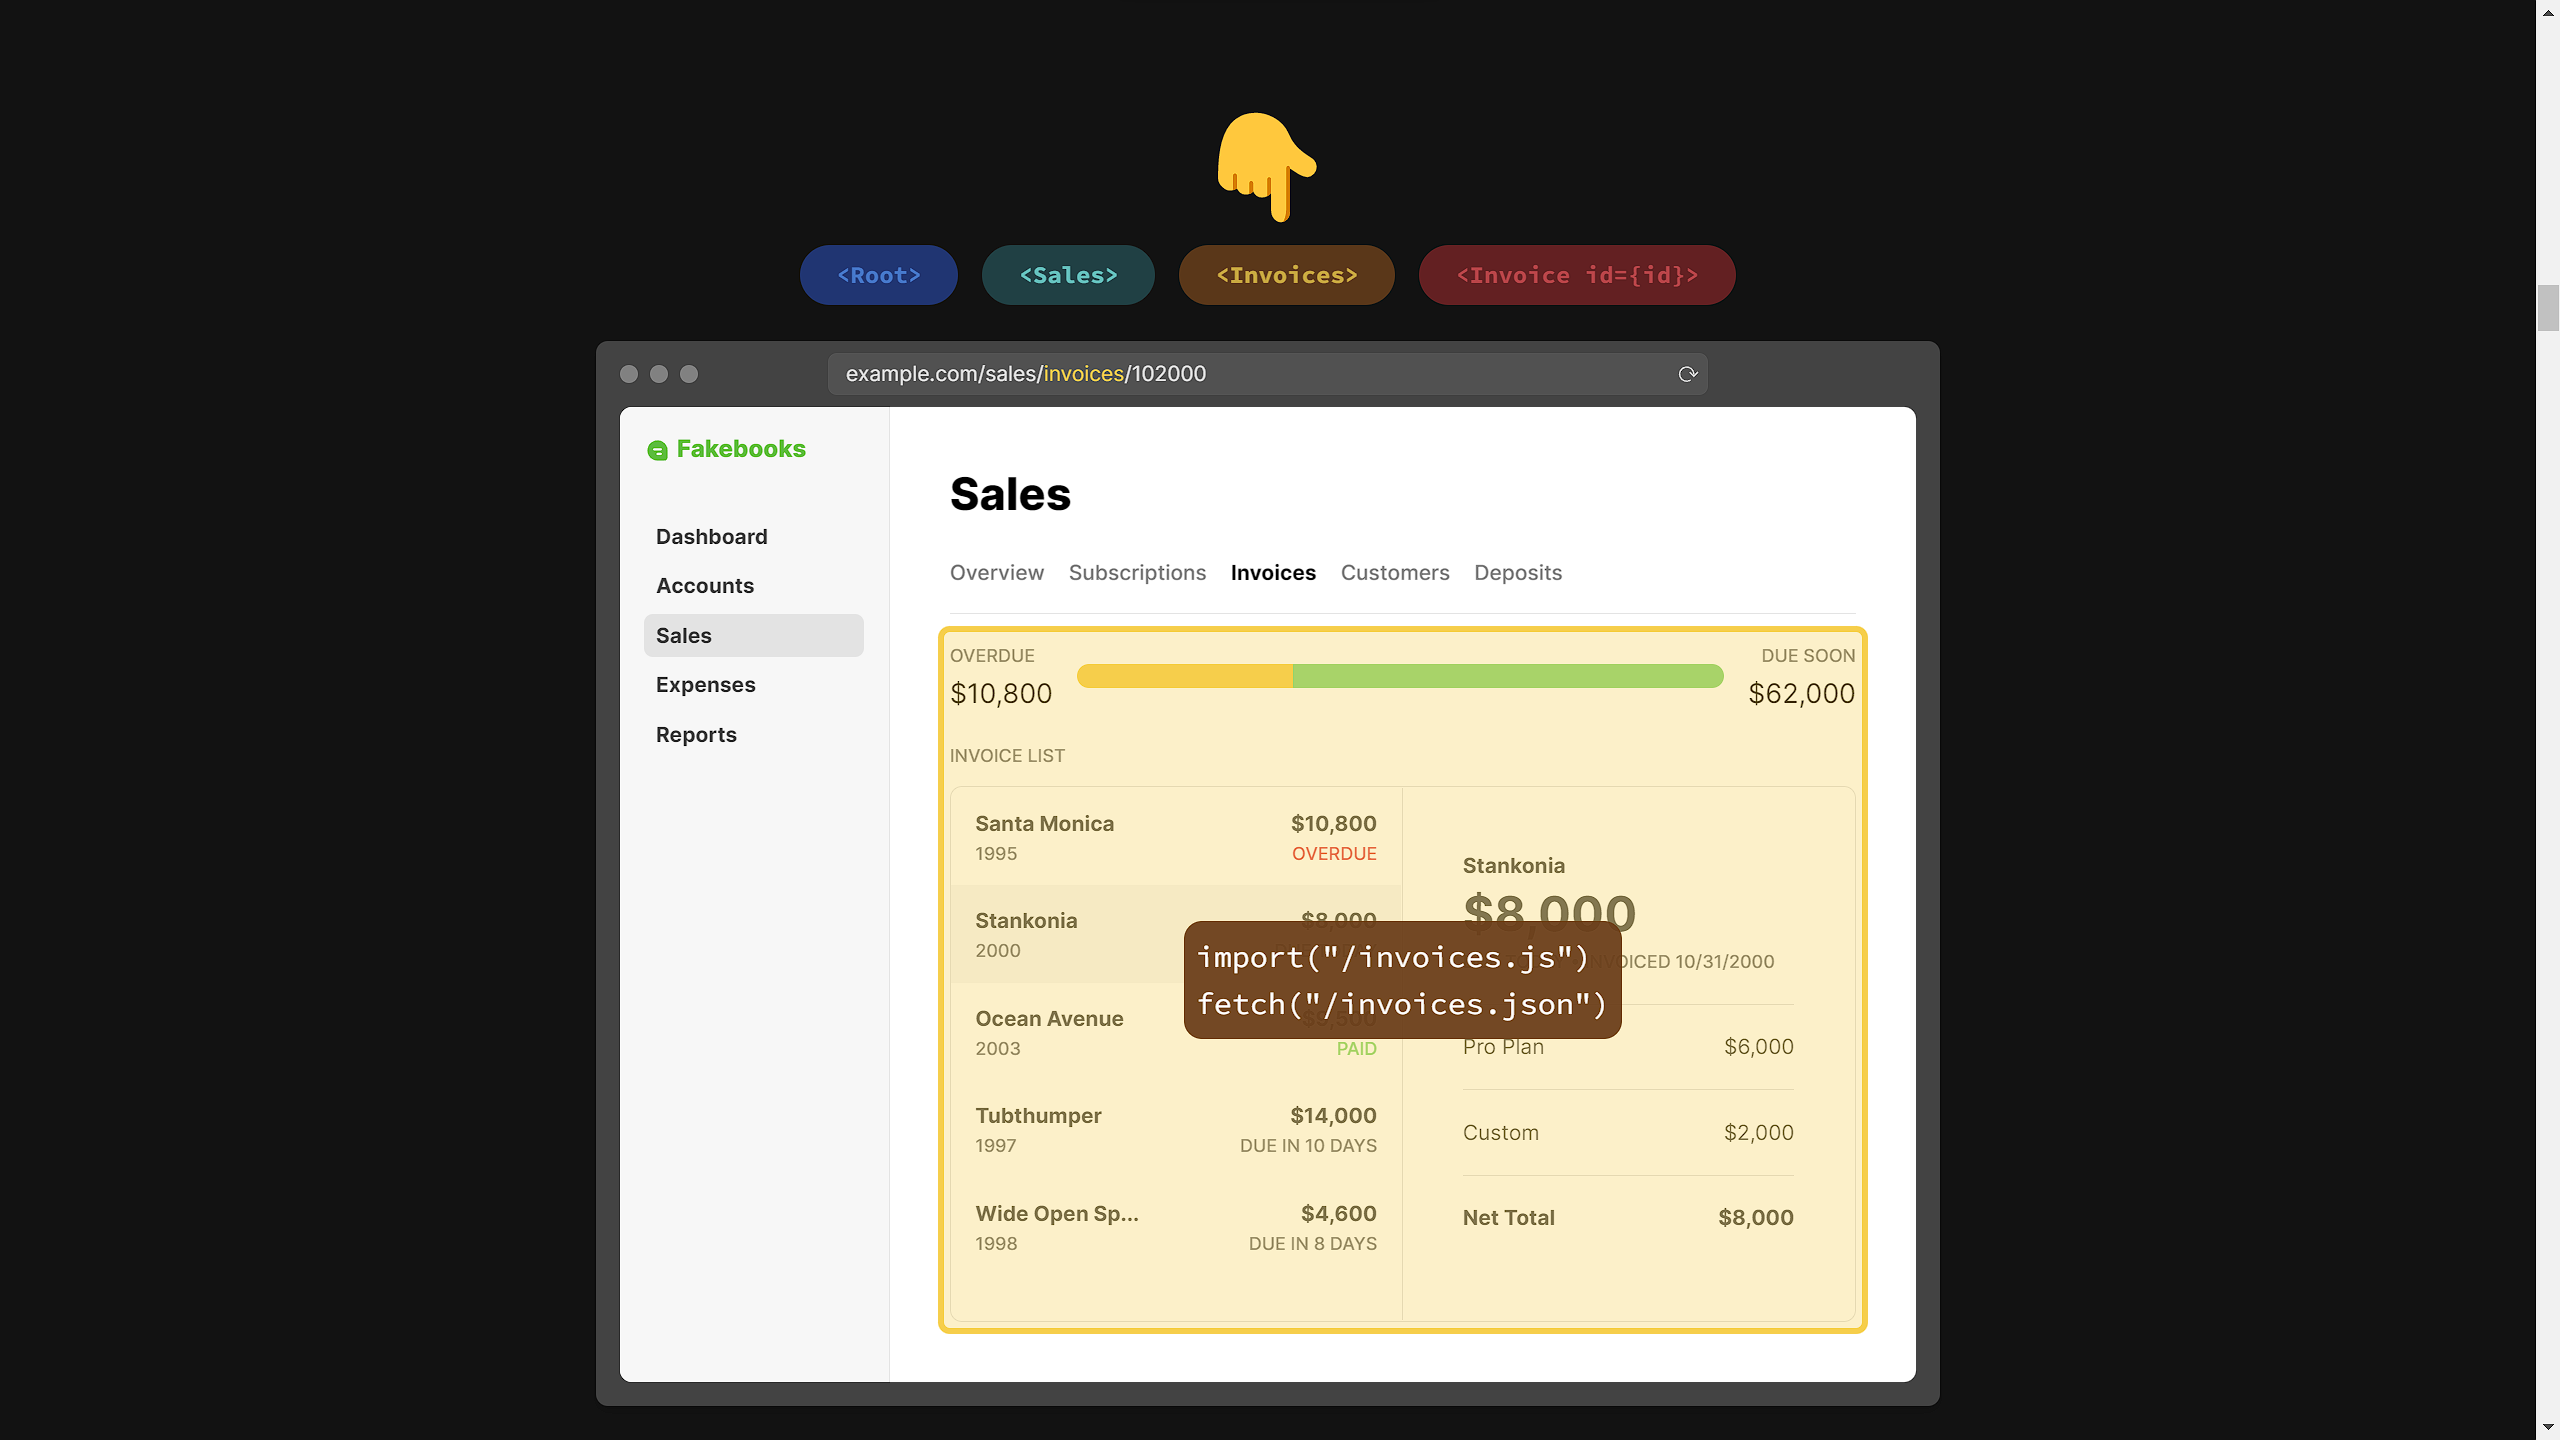 <Root>
<Sales>
<Invoices>
<Invoice id={id}>
example.com/sales/invoices/102000
Fakebooks
Dashboard
Accounts
Sales
Expenses
Reports
Sales
Overview Subscriptions Invoices Customers Deposits
OVERDUE
$10,800
DUE SOON
$62,000
INVOICE LIST
Santa Monica $10,800
1995 OVERDUE
Stankonia $8,000
2000
Ocean Avenue
2003 PAID
Tubthumper $14,000
1997 DUE IN 10 DAYS
Wide Open Sp... $4,600
1998 DUE IN 8 DAYS
import("/invoices.js")
fetch("/invoices.json")
Stankonia
$8,000
INVOICED 10/31/2000
Pro Plan $6,000
Custom $2,000
Net Total $8,000